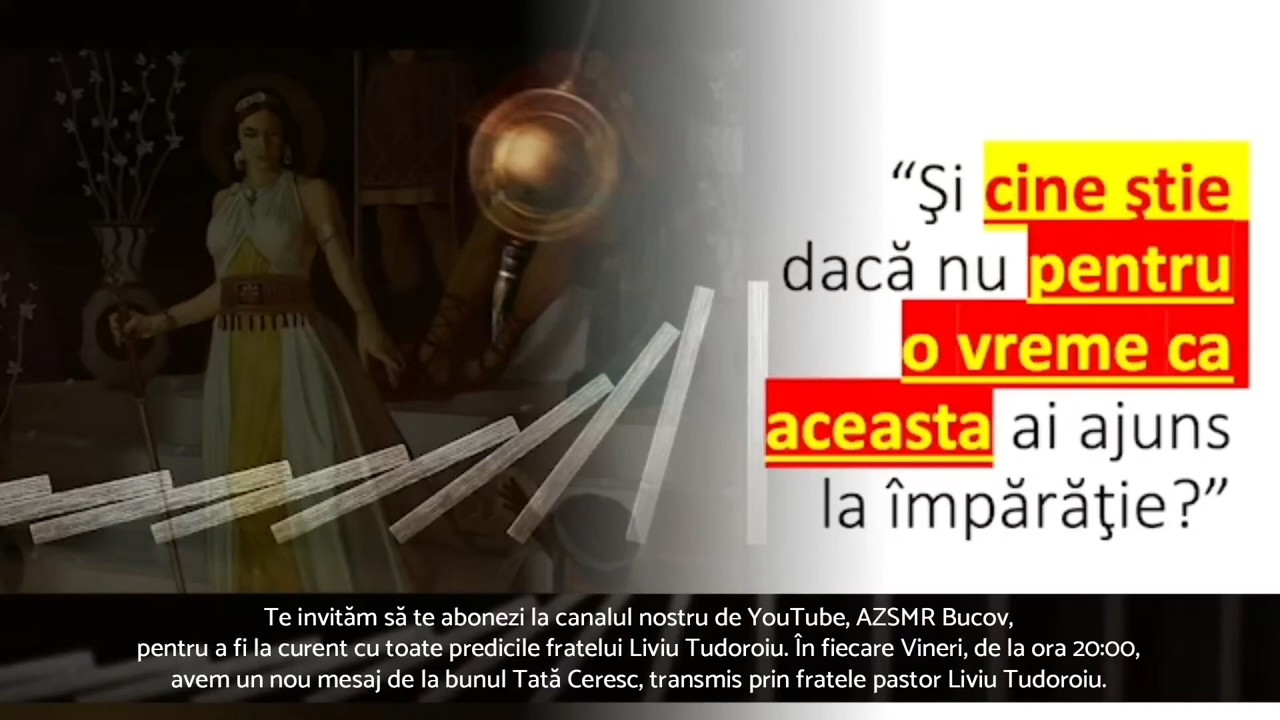 “Şi cine ştie
dacă nu pentru
o vreme ca
aceasta ai ajuns
la împărăţie?”
Te invităm să te abonezi la canalul nostru de YouTube, AZSMR Bucov,
pentru a fi la curent cu toate predicile fratelui Liviu Tudoroiu. În fiecare Vineri, de la ora 20:00,
avem un nou mesaj de la bunul Tată Ceresc, transmis prin fratele pastor Liviu Tudoroiu.